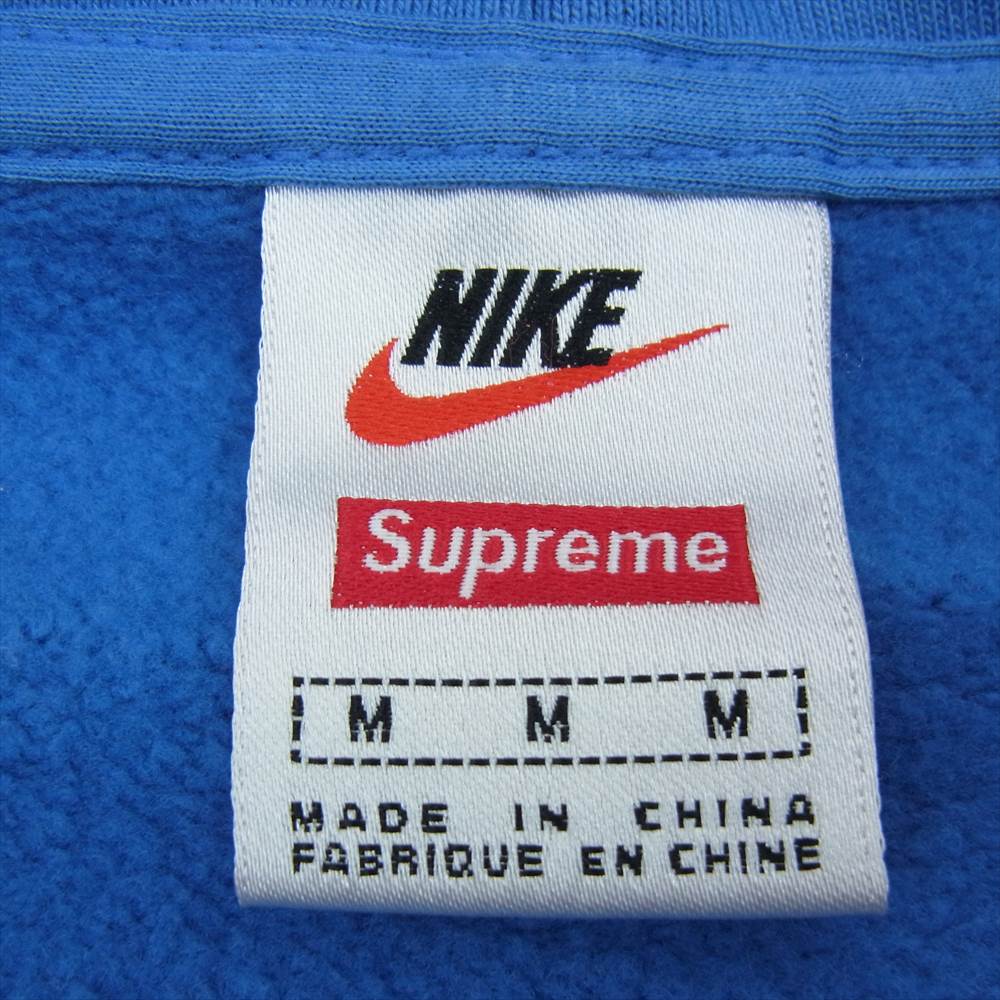 NIKE
Supreme
M M M
MADE IN CHINA
FABRIQUE EN CHINE